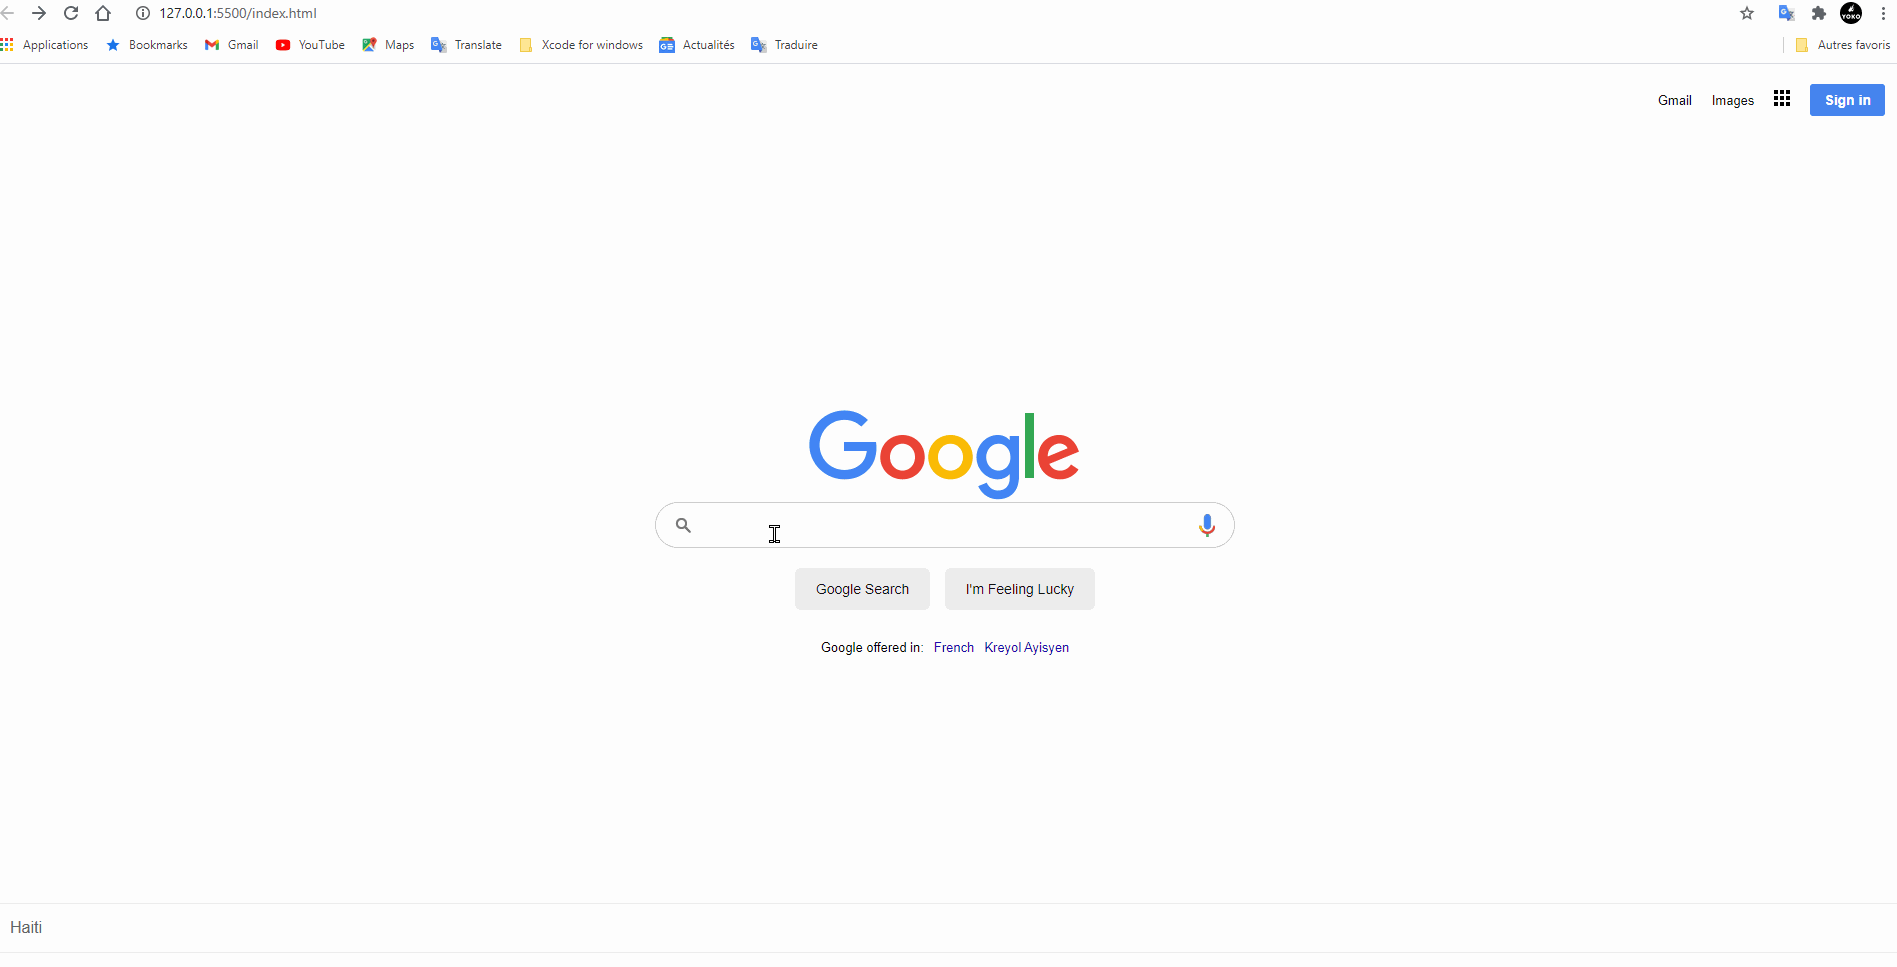 127.0.0.1:5500/index.html
Applications Bookmarks Gmail YouTube Maps Translate Xcode for windows Actualités Traduire Autres favoris
Gmail Images Sign in
Google
Google Search I'm Feeling Lucky
Google offered in: French Kreyol Ayisyen
Haiti